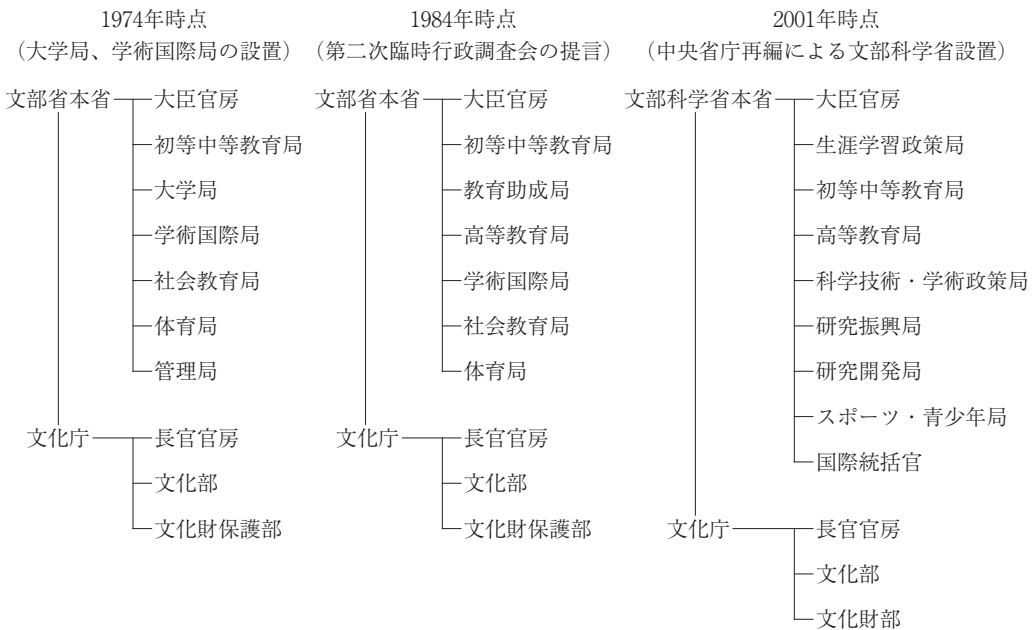 1974年時点
(大学局、学術国際局の設置)
文部省本省
大臣官房
初等中等教育局
大学局
学術国際局
社会教育局
体育局
管理局
文化庁
長官官房
文化部
文化財保護部
1984年時点
(第二次臨時行政調査会の提言)
文部省本省
大臣官房
初等中等教育局
教育助成局
高等教育局
学術国際局
社会教育局
体育局
文化庁
長官官房
文化部
文化財保護部
2001年時点
(中央省庁再編による文部科学省設置)
文部科学省本省
大臣官房
生涯学習政策局
初等中等教育局
高等教育局
科学技術・学術政策局
研究振興局
研究開発局
スポーツ・青少年局
国際統括官
文化庁
長官官房
文化部
文化財部